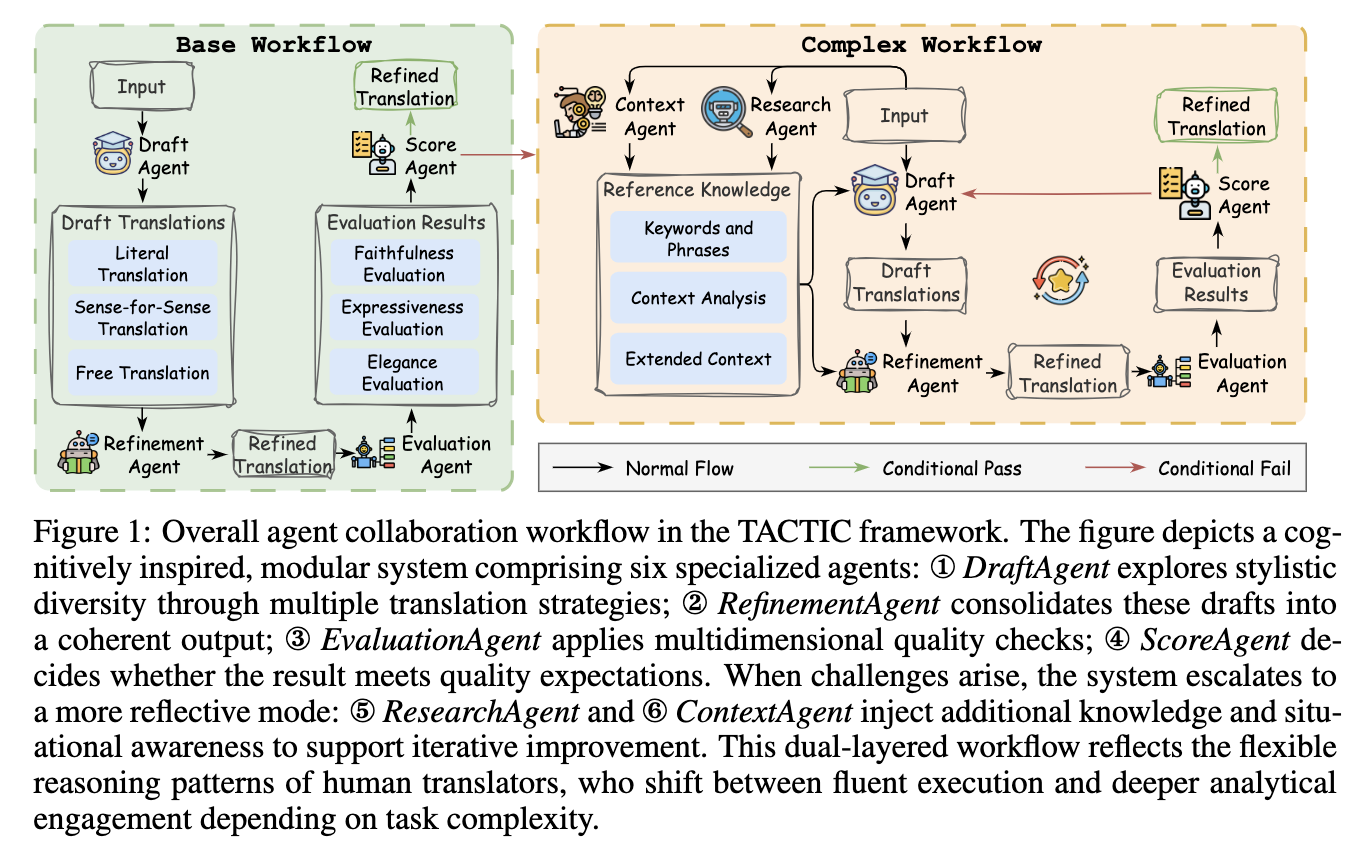 Base Workflow
Input
Draft
Agent
Draft Translations
Literal
Translation
Sense-for-Sense
Translation
Free Translation
Refinement
Agent
Refined
Translation
Evaluation
Agent
Evaluation Results
Faithfulness
Evaluation
Expressiveness
Evaluation
Elegance
Evaluation
Score
Agent
Refined
Translation
Complex Workflow
Context
Agent
Research
Agent
Input
Reference Knowledge
Keywords and
Phrases
Context Analysis
Extended Context
Draft
Agent
Draft
Translations
Refinement
Agent
Refined
Translation
Evaluation
Agent
Evaluation
Results
Score
Agent
Refined
Translation
Normal Flow
Conditional Pass
Conditional Fail
Figure 1: Overall agent collaboration workflow in the TACTIC framework. The figure depicts a cog-
nitively inspired, modular system comprising six specialized agents: ① DraftAgent explores stylistic
diversity through multiple translation strategies; ② RefinementAgent consolidates these drafts into
a coherent output; ③ EvaluationAgent applies multidimensional quality checks; ④ ScoreAgent de-
cides whether the result meets quality expectations. When challenges arise, the system escalates to
a more reflective mode: ⑤ ResearchAgent and ⑥ ContextAgent inject additional knowledge and situ-
ational awareness to support iterative improvement. This dual-layered workflow reflects the flexible
reasoning patterns of human translators, who shift between fluent execution and deeper analytical
engagement depending on task complexity.